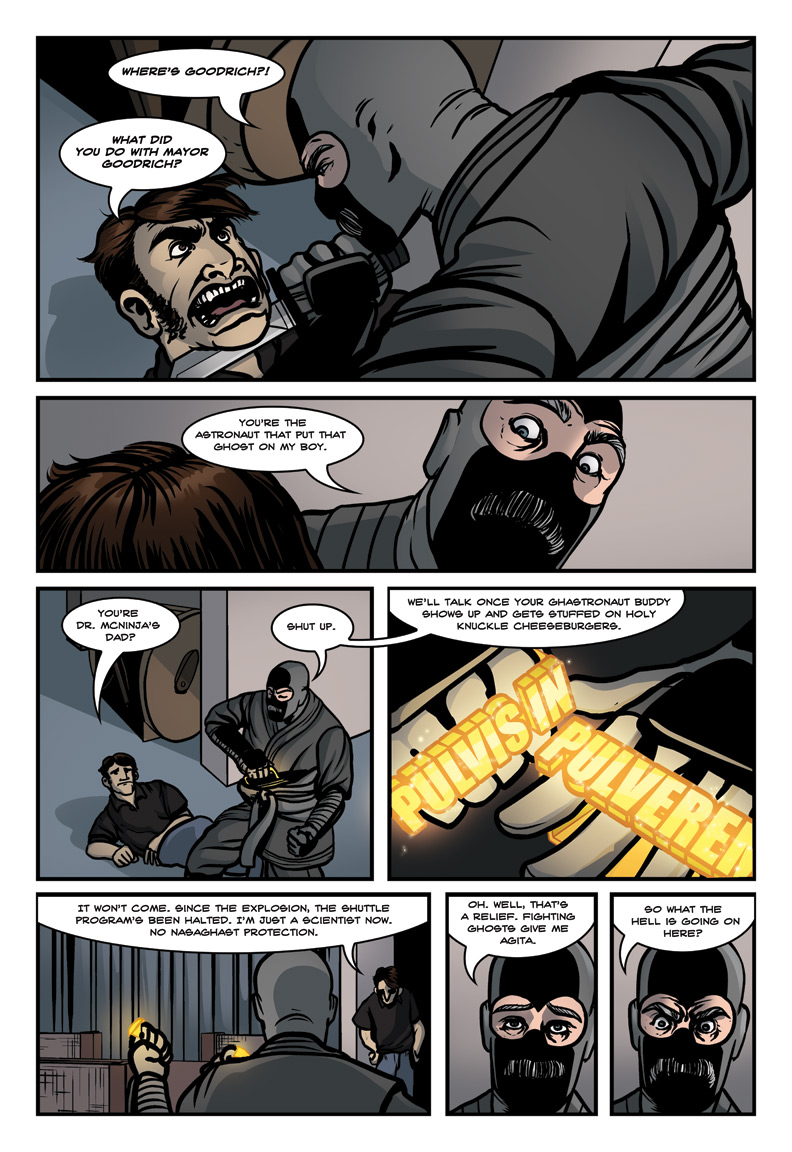 WHERE'S GOODRICH?!
WHAT DID
YOU DO WITH MAYOR
GOODRICH?
YOU'RE THE
ASTRONAUT THAT PUT THAT
GHOST ON MY BOY.
YOU'RE
DR. MCNINJA'S
DAD?
SHUT UP.
WE'LL TALK ONCE YOUR GHASTRONAUT BUDDY
SHOWS UP AND GETS STUFFED ON HOLY
KNUCKLE CHEESEBURGERS.
PULVIS IN
PULVEREM
IT WON'T COME. SINCE THE EXPLOSION, THE SHUTTLE
PROGRAM'S BEEN HALTED. I'M JUST A SCIENTIST NOW.
NO NASAGHAST PROTECTION.
OH. WELL, THAT'S
A RELIEF. FIGHTING
GHOSTS GIVE ME
AGITA.
SO WHAT THE
HELL IS GOING ON
HERE?